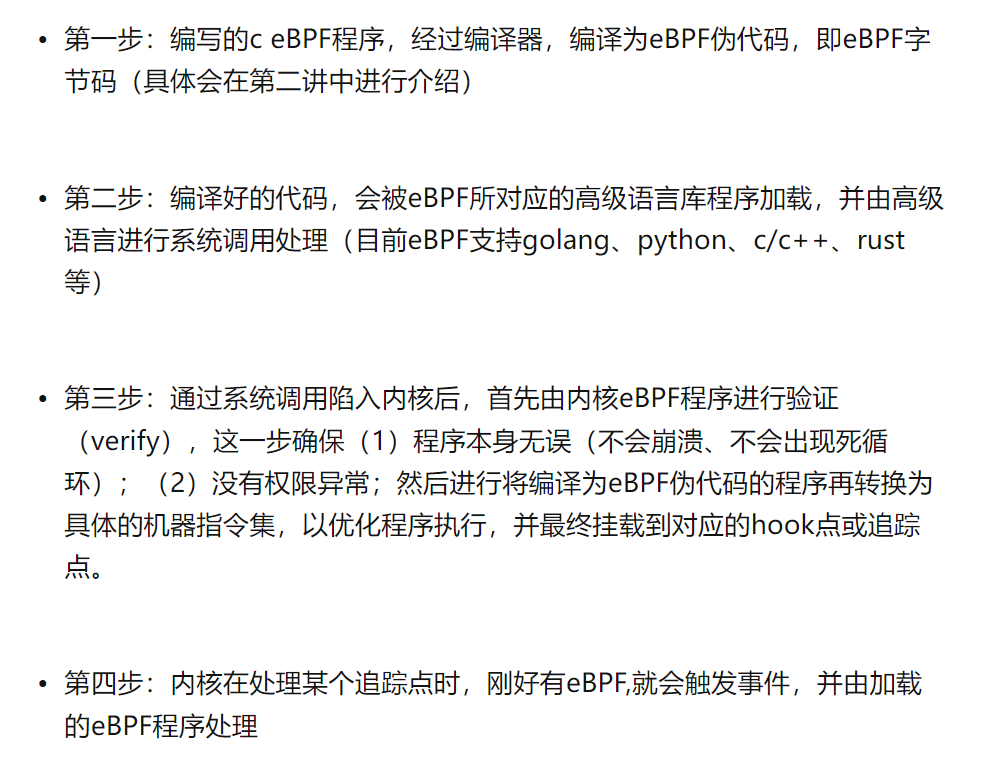 • 第一步：编写的c eBPF程序，经过编译器，编译为eBPF伪代码，即eBPF字
节码（具体会在第二讲中进行介绍）
• 第二步：编译好的代码，会被eBPF所对应的高级语言库程序加载，并由高级
语言进行系统调用处理（目前eBPF支持golang、python、c/c++、rust
等）
• 第三步：通过系统调用陷入内核后，首先由内核eBPF程序进行验证
（verify），这一步确保（1）程序本身无误（不会崩溃、不会出现死循
环）；（2）没有权限异常；然后进行将编译为eBPF伪代码的程序再转换为
具体的机器指令集，以优化程序执行，并最终挂载到对应的hook点或追踪
点。
• 第四步：内核在处理某个追踪点时，刚好有eBPF,就会触发事件，并由加载
的eBPF程序处理